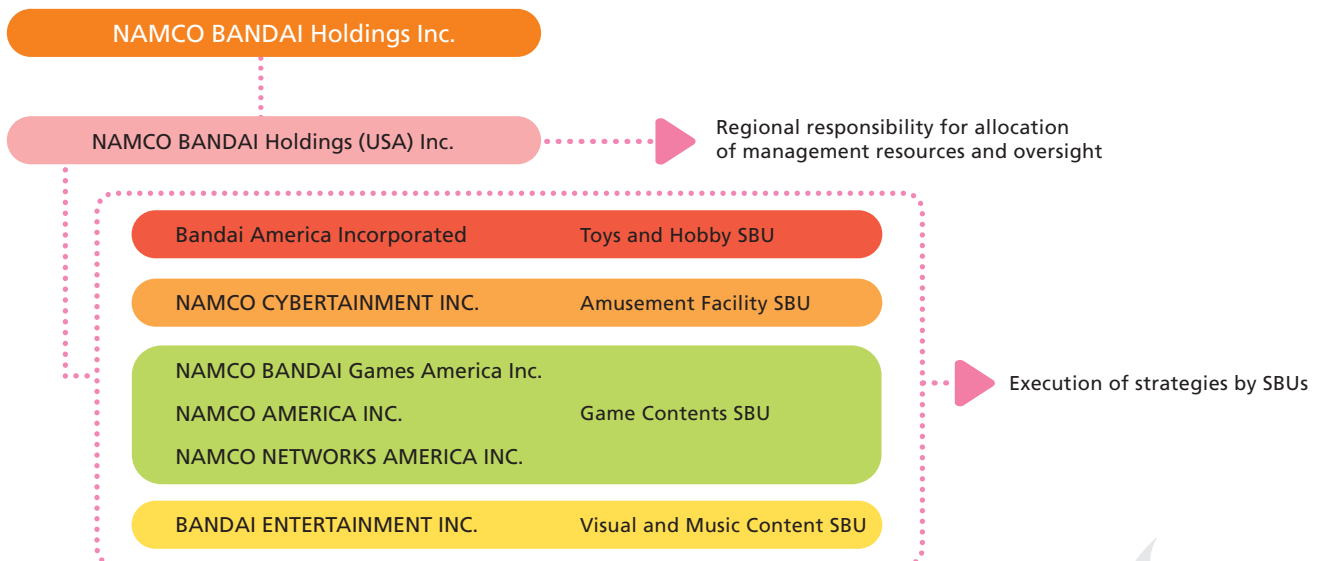 NAMCO BANDAI Holdings Inc.
NAMCO BANDAI Holdings (USA) Inc.
Regional responsibility for allocation
of management resources and oversight
Bandai America Incorporated Toys and Hobby SBU
NAMCO CYBERTAINMENT INC. Amusement Facility SBU
NAMCO BANDAI Games America Inc.
NAMCO AMERICA INC. Game Contents SBU
NAMCO NETWORKS AMERICA INC.
Execution of strategies by SBUs
BANDAI ENTERTAINMENT INC. Visual and Music Content SBU